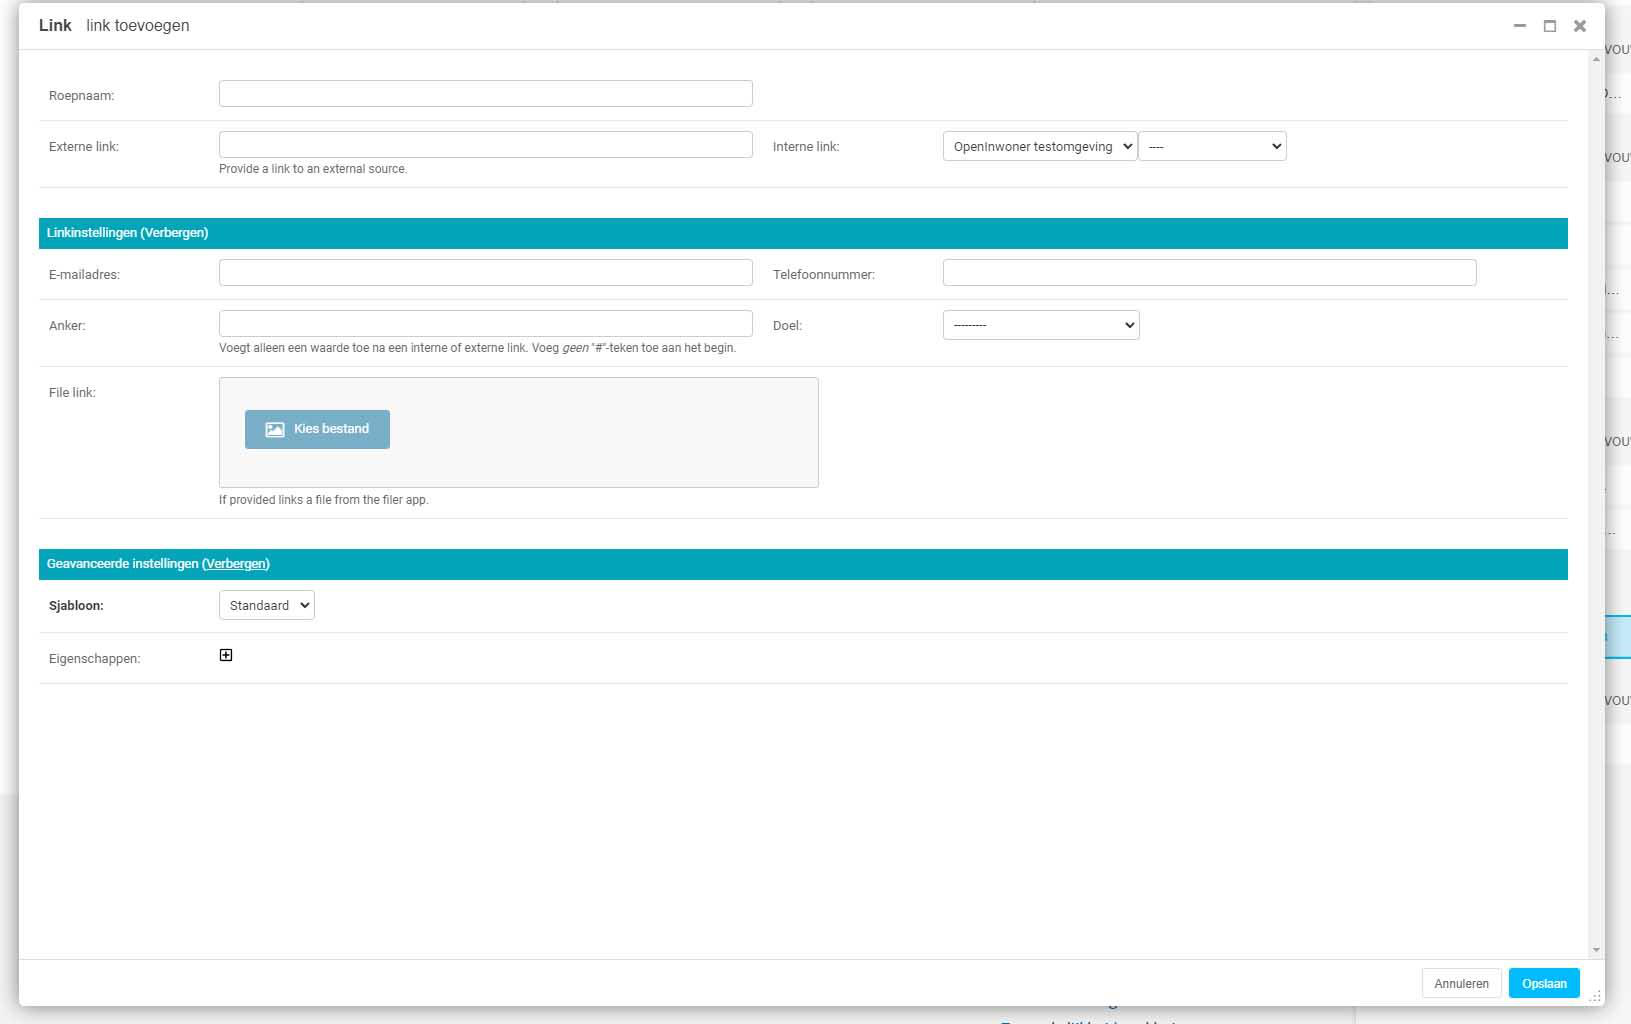 Link link toevoegen
Roepnaam:
Externe link:
Provide a link to an external source.
Interne link: OpenInwoner testomgeving ----
Linkinstellingen (Verbergen)
E-mailadres: Telefoonnummer:
Anker: Doel: ---------
Voegt alleen een waarde toe na een interne of externe link. Voeg geen "#"-teken toe aan het begin.
File link:
Kies bestand
If provided links a file from the filer app.
Geavanceerde instellingen (Verbergen)
Sjabloon: Standaard
Eigenschappen:
Annuleren Opslaan